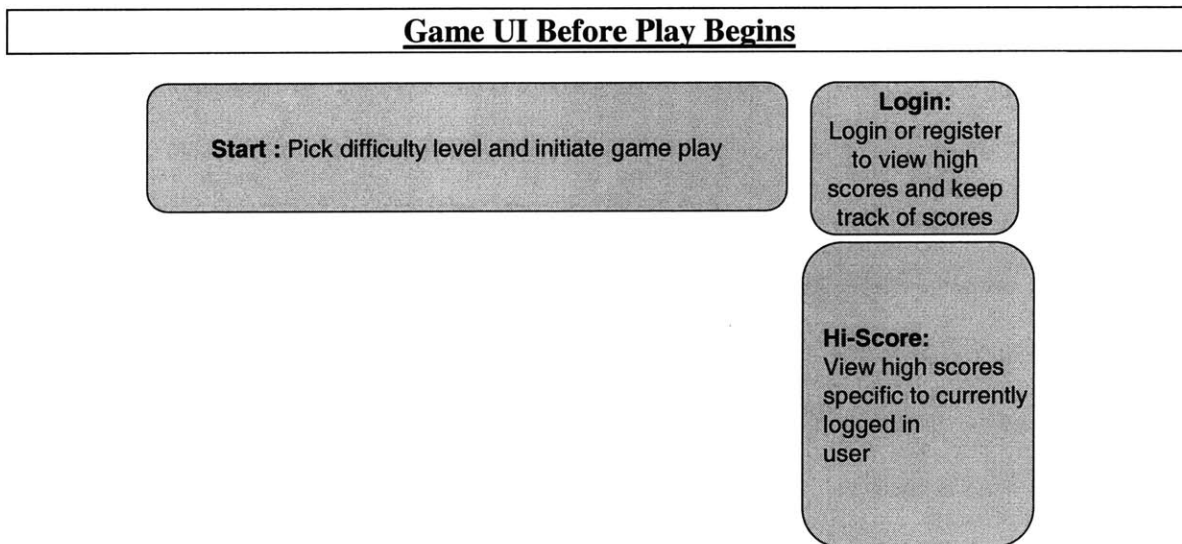 Game UI Before Play Begins
Start : Pick difficulty level and initiate game play
Login:
Login or register
to view high
scores and keep
track of scores
Hi-Score:
View high scores
specific to currently
logged in
user